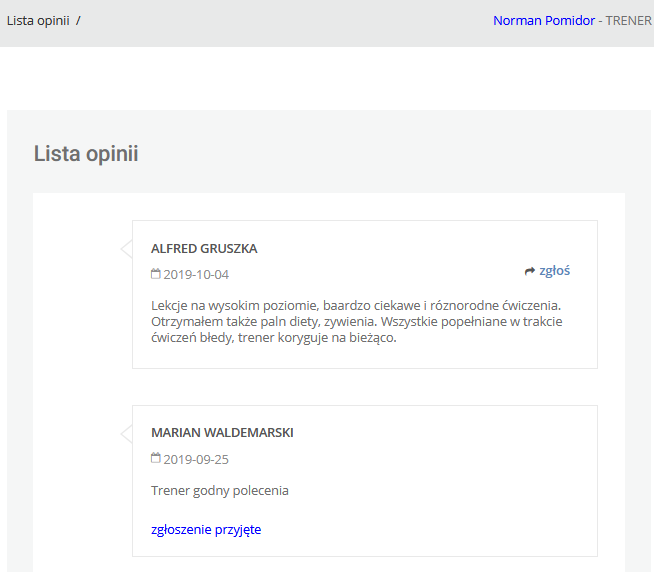 Lista opinii /
Norman Pomidor - TRENER
Lista opinii
ALFRED GRUSZKA
2019-10-04
zgłoś
Lekcje na wysokim poziomie, baardzo ciekawe i róznorodne ćwiczenia.
Otrzymałem także paln diety, zywienia. Wszystkie popełniane w trakcie
ćwiczeń błedy, trener koryguje na bieżąco.
MARIAN WALDEMARSKI
2019-09-25
Trener godny polecenia
zgłoszenie przyjęte